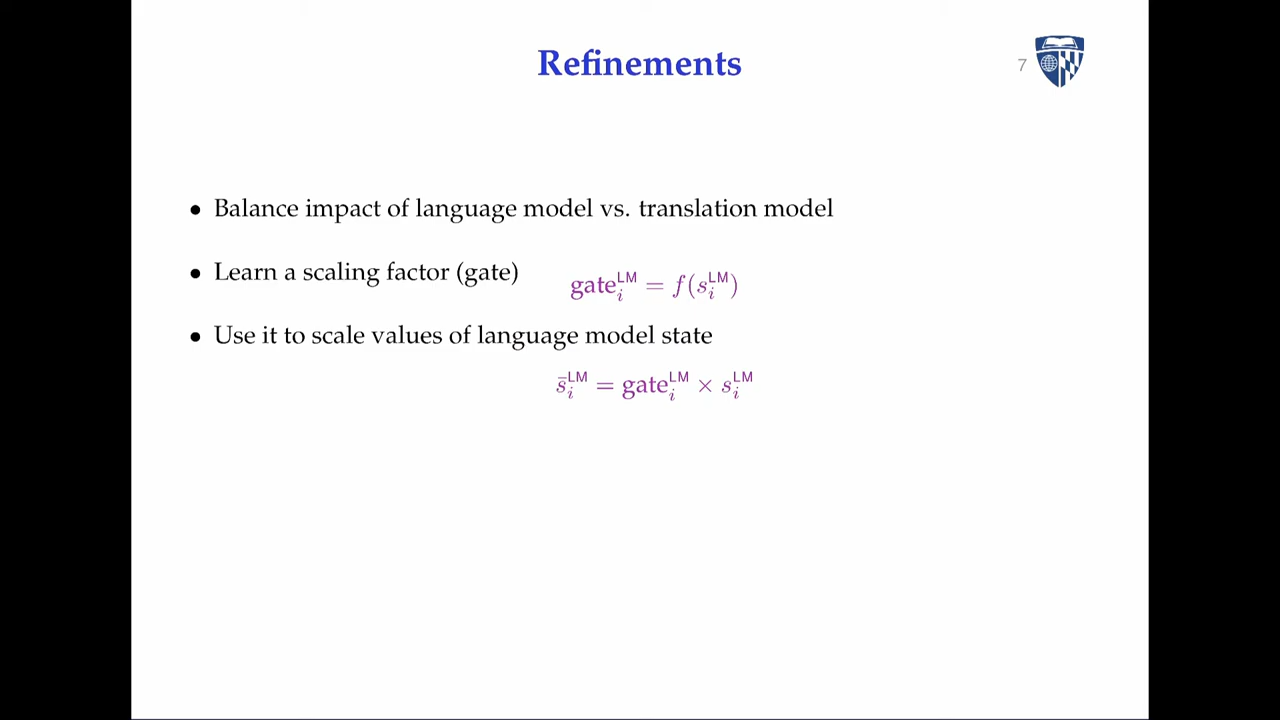 Refinements
7
• Balance impact of language model vs. translation model
• Learn a scaling factor (gate)
gate_i^LM = f(s_i^LM)
• Use it to scale values of language model state
s̄_i^LM = gate_i^LM × s_i^LM